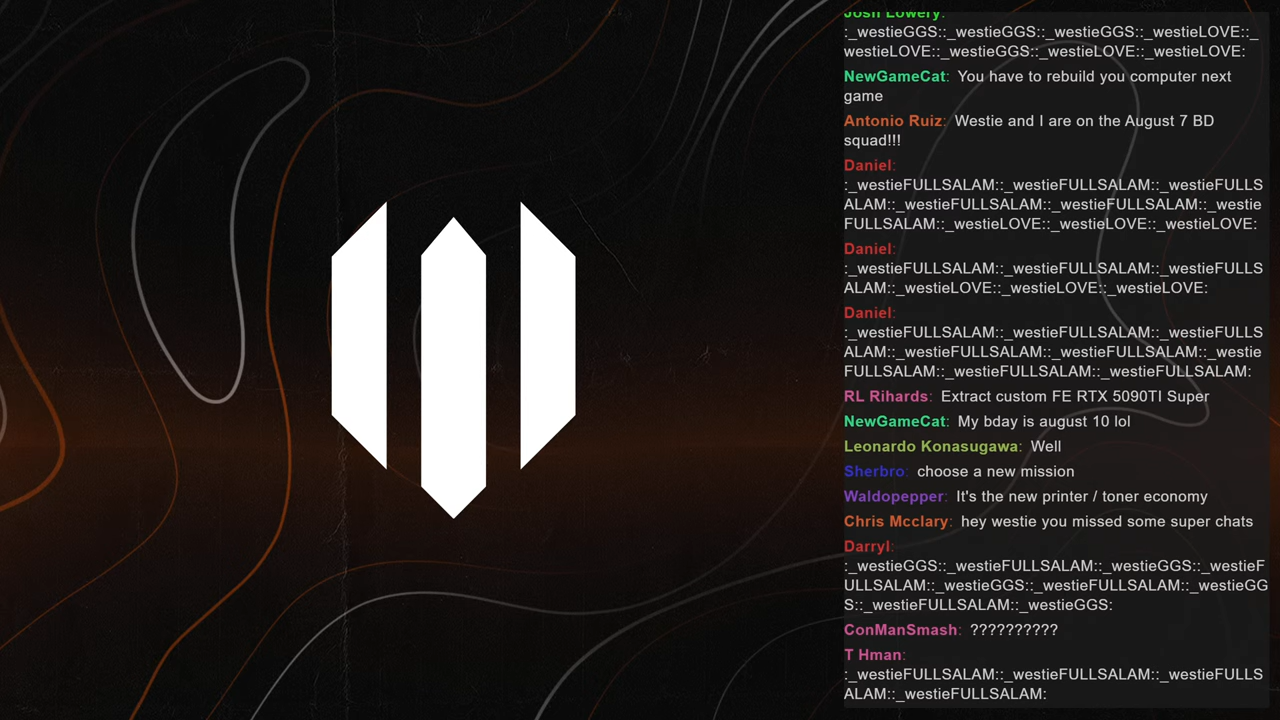 Josh Lowery:
:_westieGGS::_westieGGS::_westieGGS::_westieLOVE::_
westieLOVE::_westieGGS::_westieLOVE::_westieLOVE:
NewGameCat: You have to rebuild you computer next
game
Antonio Ruiz: Westie and I are on the August 7 BD
squad!!!
Daniel:
:_westieFULLSALAM::_westieFULLSALAM::_westieFULLS
ALAM::_westieFULLSALAM::_westieFULLSALAM::_westie
FULLSALAM::_westieLOVE::_westieLOVE::_westieLOVE:
Daniel:
:_westieFULLSALAM::_westieFULLSALAM::_westieFULLS
ALAM::_westieLOVE::_westieLOVE::_westieLOVE:
Daniel:
:_westieFULLSALAM::_westieFULLSALAM::_westieFULLS
ALAM::_westieFULLSALAM::_westieFULLSALAM::_westie
FULLSALAM::_westieFULLSALAM::_westieFULLSALAM:
RL Rihards: Extract custom FE RTX 5090TI Super
NewGameCat: My bday is august 10 lol
Leonardo Konasugawa: Well
Sherbro: choose a new mission
Waldopepper: It's the new printer / toner economy
Chris Mcclary: hey westie you missed some super chats
Darryl:
:_westieGGS::_westieFULLSALAM::_westieGGS::_westieF
ULLSALAM::_westieGGS::_westieFULLSALAM::_westieGG
S::_westieFULLSALAM::_westieGGS:
ConManSmash: ??????????
T Hman:
:_westieFULLSALAM::_westieFULLSALAM::_westieFULLS
ALAM::_westieFULLSALAM: